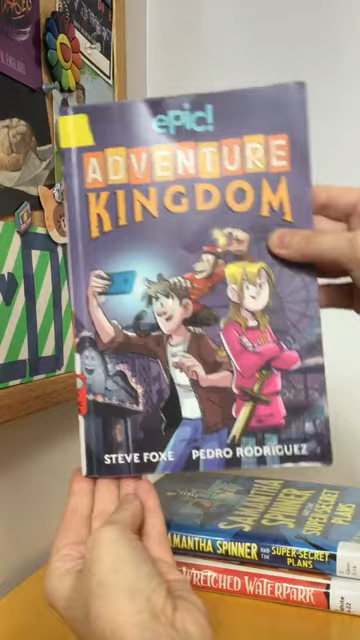 epic!
ADVENTURE
KINGDOM
STEVE FOXE PEDRO RODRIGUEZ
SAMANTHA
SPINNER
AND THE
SUPER-SECRET
PLANS
SAMANTHA SPINNER AND THE SUPER-SECRET
PLANS
WRETCHED WATERPARK